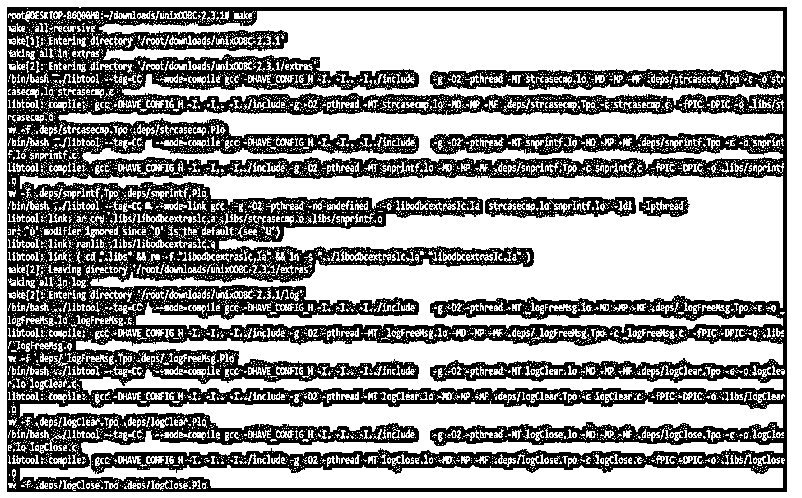 root@DESKTOP-B6Q00M8:~/downloads/unixODBC-2.3.1# make
make  all-recursive
make[1]: Entering directory '/root/downloads/unixODBC-2.3.1'
Making all in extras
make[2]: Entering directory '/root/downloads/unixODBC-2.3.1/extras'
/bin/bash ../libtool  --tag=CC   --mode=compile gcc -DHAVE_CONFIG_H -I. -I.. -I../include    -g -O2 -pthread -MT strcasecmp.lo -MD -MP -MF .deps/strcasecmp.Tpo -c -o str
casecmp.lo strcasecmp.c
libtool: compile:  gcc -DHAVE_CONFIG_H -I. -I.. -I../include -g -O2 -pthread -MT strcasecmp.lo -MD -MP -MF .deps/strcasecmp.Tpo -c strcasecmp.c  -fPIC -DPIC -o .libs/st
rcasecmp.o
mv -f .deps/strcasecmp.Tpo .deps/strcasecmp.Plo
/bin/bash ../libtool  --tag=CC   --mode=compile gcc -DHAVE_CONFIG_H -I. -I.. -I../include    -g -O2 -pthread -MT snprintf.lo -MD -MP -MF .deps/snprintf.Tpo -c -o snprint
f.lo snprintf.c
libtool: compile:  gcc -DHAVE_CONFIG_H -I. -I.. -I../include -g -O2 -pthread -MT snprintf.lo -MD -MP -MF .deps/snprintf.Tpo -c snprintf.c  -fPIC -DPIC -o .libs/snprintf
.o
mv -f .deps/snprintf.Tpo .deps/snprintf.Plo
/bin/bash ../libtool  --tag=CC   --mode=link gcc  -g -O2 -pthread -no-undefined   -o libodbcextraslc.la  strcasecmp.lo snprintf.lo -ldl  -lpthread
libtool: link: ar cru .libs/libodbcextraslc.a .libs/strcasecmp.o .libs/snprintf.o
ar: `u' modifier ignored since `D' is the default (see `U')
libtool: link: ranlib .libs/libodbcextraslc.a
libtool: link: ( cd ".libs" && rm -f "libodbcextraslc.la" && ln -s "../libodbcextraslc.la" "libodbcextraslc.la" )
make[2]: Leaving directory '/root/downloads/unixODBC-2.3.1/extras'
Making all in log
make[2]: Entering directory '/root/downloads/unixODBC-2.3.1/log'
/bin/bash ../libtool  --tag=CC   --mode=compile gcc -DHAVE_CONFIG_H -I. -I.. -I../include    -g -O2 -pthread -MT _logFreeMsg.lo -MD -MP -MF .deps/_logFreeMsg.Tpo -c -o _
logFreeMsg.lo _logFreeMsg.c
libtool: compile:  gcc -DHAVE_CONFIG_H -I. -I.. -I../include -g -O2 -pthread -MT _logFreeMsg.lo -MD -MP -MF .deps/_logFreeMsg.Tpo -c _logFreeMsg.c  -fPIC -DPIC -o .libs
/_logFreeMsg.o
mv -f .deps/_logFreeMsg.Tpo .deps/_logFreeMsg.Plo
/bin/bash ../libtool  --tag=CC   --mode=compile gcc -DHAVE_CONFIG_H -I. -I.. -I../include    -g -O2 -pthread -MT logClear.lo -MD -MP -MF .deps/logClear.Tpo -c -o logClea
r.lo logClear.c
libtool: compile:  gcc -DHAVE_CONFIG_H -I. -I.. -I../include -g -O2 -pthread -MT logClear.lo -MD -MP -MF .deps/logClear.Tpo -c logClear.c  -fPIC -DPIC -o .libs/logClear
.o
mv -f .deps/logClear.Tpo .deps/logClear.Plo
/bin/bash ../libtool  --tag=CC   --mode=compile gcc -DHAVE_CONFIG_H -I. -I.. -I../include    -g -O2 -pthread -MT logClose.lo -MD -MP -MF .deps/logClose.Tpo -c -o logClos
e.lo logClose.c
libtool: compile:  gcc -DHAVE_CONFIG_H -I. -I.. -I../include -g -O2 -pthread -MT logClose.lo -MD -MP -MF .deps/logClose.Tpo -c logClose.c  -fPIC -DPIC -o .libs/logClose
.o
mv -f .deps/logClose.Tpo .deps/logClose.Plo